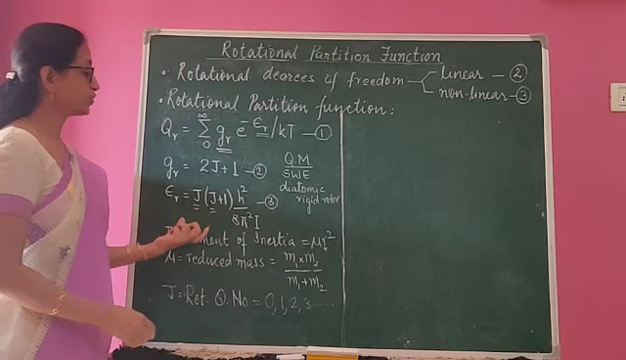 Rotational Partition Function
• Rotational degrees of freedom — linear — ②
non-linear — ③
• Rotational Partition function:
Qᵣ = Σ₀^∞ gᵣ e^–εᵣ/kT — ①
gᵣ = 2J+1 — ②
Q.M
SWE
diatomic
rigid rotor
εᵣ = J(J+1) h²/8π²I — ③
Moment of Inertia = μr²
μ = reduced mass = m₁×m₂/m₁+m₂
J = Rot. Q. No = 0, 1, 2, 3 ......